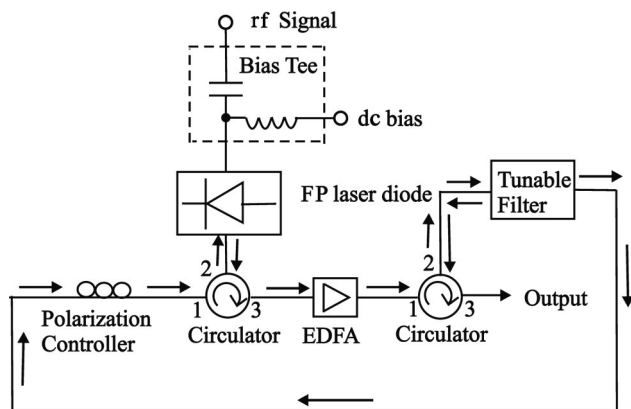 rf Signal
Bias Tee
dc bias
FP laser diode
Tunable
Filter
2
2
1
3
1
3
Output
Polarization
Controller
Circulator
EDFA
Circulator